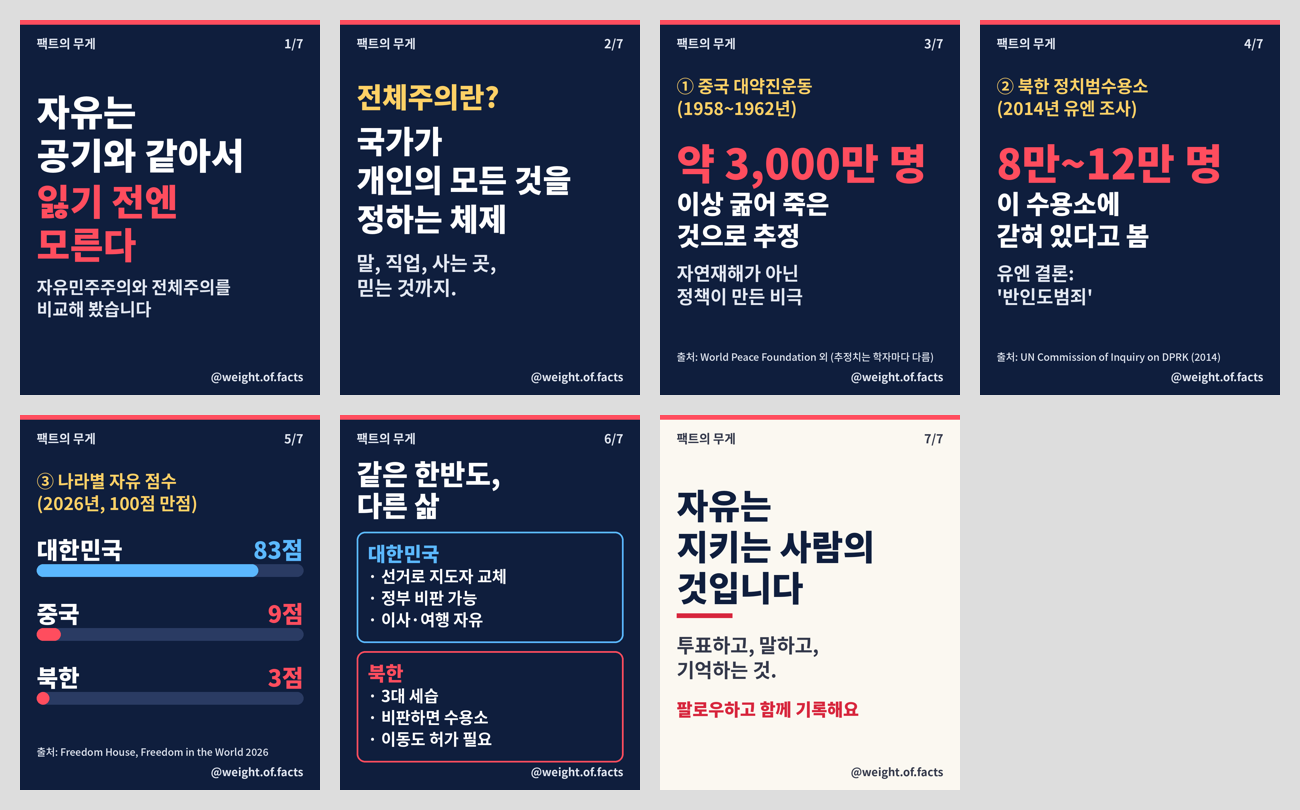 팩트의 무게
1/7
자유는
공기와 같아서
잃기 전엔
모른다
자유민주주의와 전체주의를
비교해 봤습니다
@weight.of.facts
팩트의 무게
2/7
전체주의란?
국가가
개인의 모든 것을
정하는 체제
말, 직업, 사는 곳,
믿는 것까지.
@weight.of.facts
팩트의 무게
3/7
① 중국 대약진운동
(1958~1962년)
약 3,000만 명
이상 굶어 죽은
것으로 추정
자연재해가 아닌
정책이 만든 비극
출처: World Peace Foundation 외 (추정치는 학자마다 다름)
@weight.of.facts
팩트의 무게
4/7
② 북한 정치범수용소
(2014년 유엔 조사)
8만~12만 명
이 수용소에
갇혀 있다고 봄
유엔 결론:
'반인도범죄'
출처: UN Commission of Inquiry on DPRK (2014)
@weight.of.facts
팩트의 무게
5/7
③ 나라별 자유 점수
(2026년, 100점 만점)
대한민국
83점
중국
9점
북한
3점
출처: Freedom House, Freedom in the World 2026
@weight.of.facts
팩트의 무게
6/7
같은 한반도,
다른 삶
대한민국
· 선거로 지도자 교체
· 정부 비판 가능
· 이사·여행 자유
북한
· 3대 세습
· 비판하면 수용소
· 이동도 허가 필요
@weight.of.facts
팩트의 무게
7/7
자유는
지키는 사람의
것입니다
투표하고, 말하고,
기억하는 것.
팔로우하고 함께 기록해요
@weight.of.facts